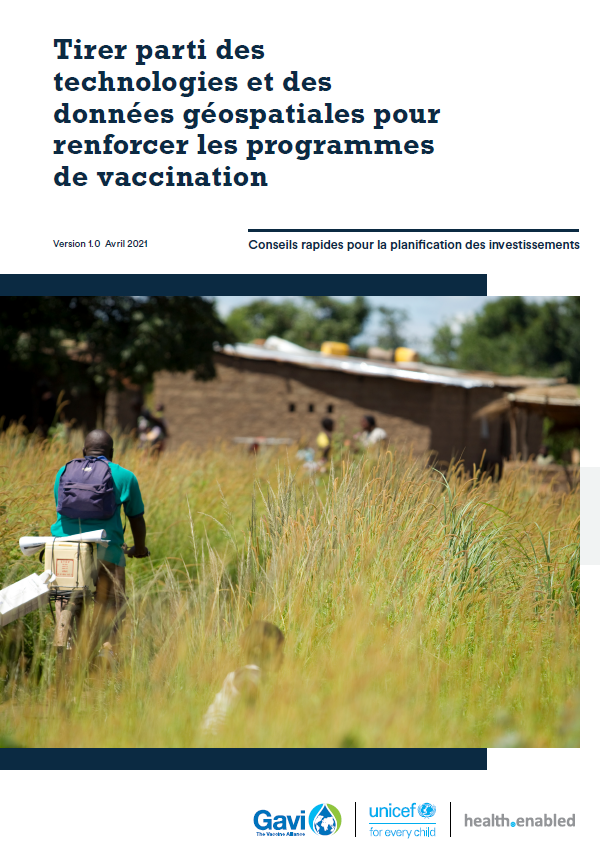 Tirer parti des
technologies et des
données géospatiales pour
renforcer les programmes
de vaccination
Version 1.0 Avril 2021
Conseils rapides pour la planification des investissements
Gavi
The Vaccine Alliance
unicef
for every child
health.enabled